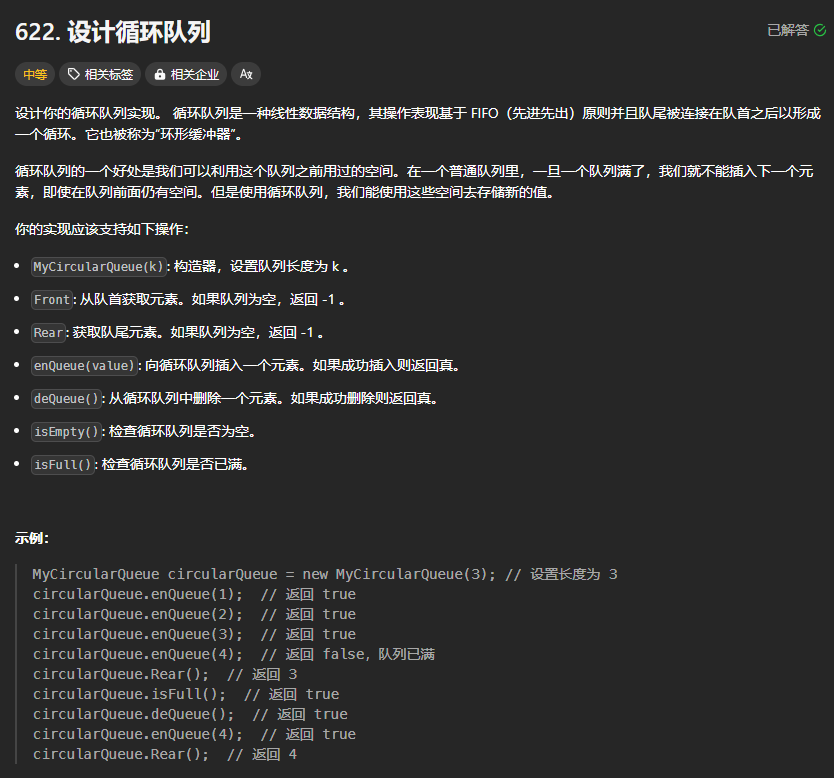 622. 设计循环队列
已解答
中等 相关标签 相关企业 Aх
设计你的循环队列实现。 循环队列是一种线性数据结构，其操作表现基于 FIFO（先进先出）原则并且队尾被连接在队首之后以形成
一个循环。它也被称为“环形缓冲器”。
循环队列的一个好处是我们可以利用这个队列之前用过的空间。在一个普通队列里，一旦一个队列满了，我们就不能插入下一个元
素，即使在队列前面仍有空间。但是使用循环队列，我们能使用这些空间去存储新的值。
你的实现应该支持如下操作：
MyCircularQueue(k): 构造器，设置队列长度为 k 。
Front: 从队首获取元素。如果队列为空，返回 -1 。
Rear: 获取队尾元素。如果队列为空，返回 -1 。
enQueue(value): 向循环队列插入一个元素。如果成功插入则返回真。
deQueue(): 从循环队列中删除一个元素。如果成功删除则返回真。
isEmpty(): 检查循环队列是否为空。
isFull(): 检查循环队列是否已满。
示例：
MyCircularQueue circularQueue = new MyCircularQueue(3); // 设置长度为 3
circularQueue.enQueue(1);  // 返回 true
circularQueue.enQueue(2);  // 返回 true
circularQueue.enQueue(3);  // 返回 true
circularQueue.enQueue(4);  // 返回 false，队列已满
circularQueue.Rear();  // 返回 3
circularQueue.isFull();  // 返回 true
circularQueue.deQueue();  // 返回 true
circularQueue.enQueue(4);  // 返回 true
circularQueue.Rear();  // 返回 4